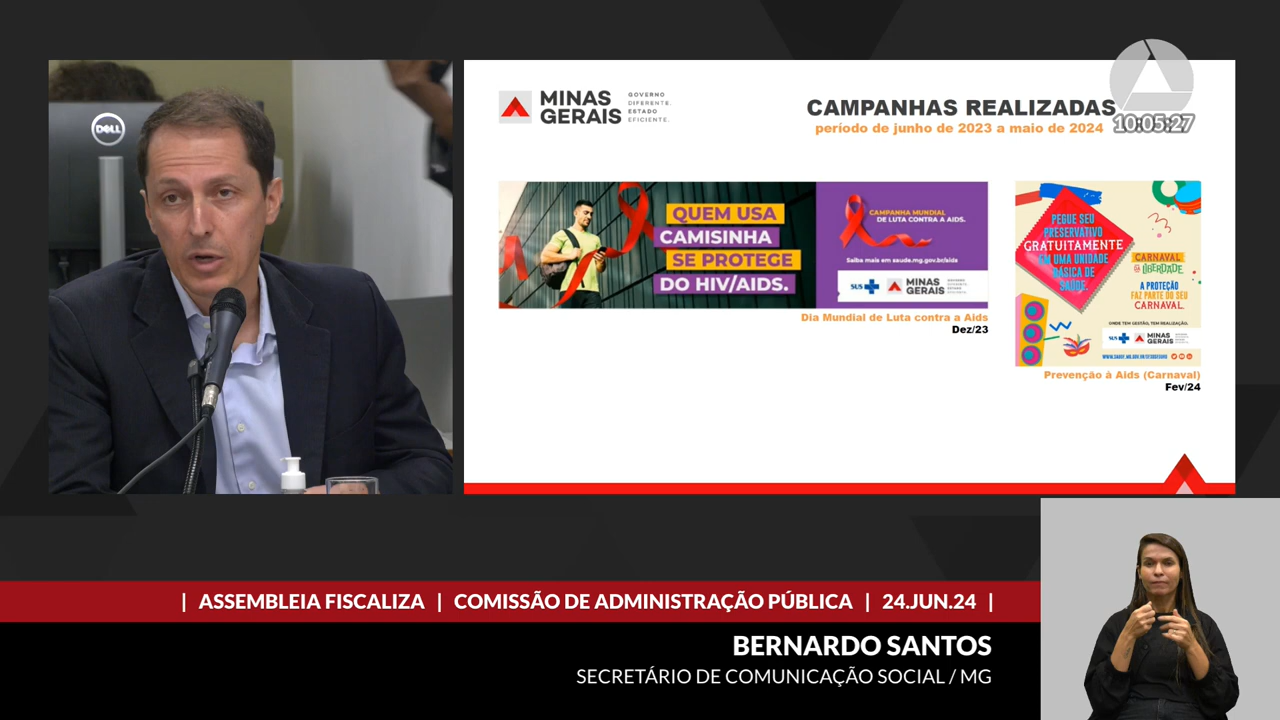 DELL
MINAS
GERAIS
GOVERNO
DIFERENTE.
ESTADO
EFICIENTE.
CAMPANHAS REALIZADAS
período de junho de 2023 a maio de 2024
10:05:27
QUEM USA
CAMISINHA
SE PROTEGE
DO HIV/AIDS.
CAMPANHA MUNDIAL
DE LUTA CONTRA A AIDS.
Saiba mais em saude.mg.gov.br/aids
SUS
MINAS
GERAIS
Dia Mundial de Luta contra a Aids
Dez/23
PEGUE SEU
PRESERVATIVO
GRATUITAMENTE
EM UMA UNIDADE
BÁSICA DE
SAÚDE.
CARNAVAL
@ LIBERDADE
A PROTEÇÃO
FAZ PARTE DO SEU
CARNAVAL.
ONDE TEM GESTÃO, TEM REALIZAÇÃO.
SUS
MINAS
GERAIS
Prevenção à Aids (Carnaval)
Fev/24
| ASSEMBLEIA FISCALIZA | COMISSÃO DE ADMINISTRAÇÃO PÚBLICA | 24.JUN.24 |
BERNARDO SANTOS
SECRETÁRIO DE COMUNICAÇÃO SOCIAL / MG